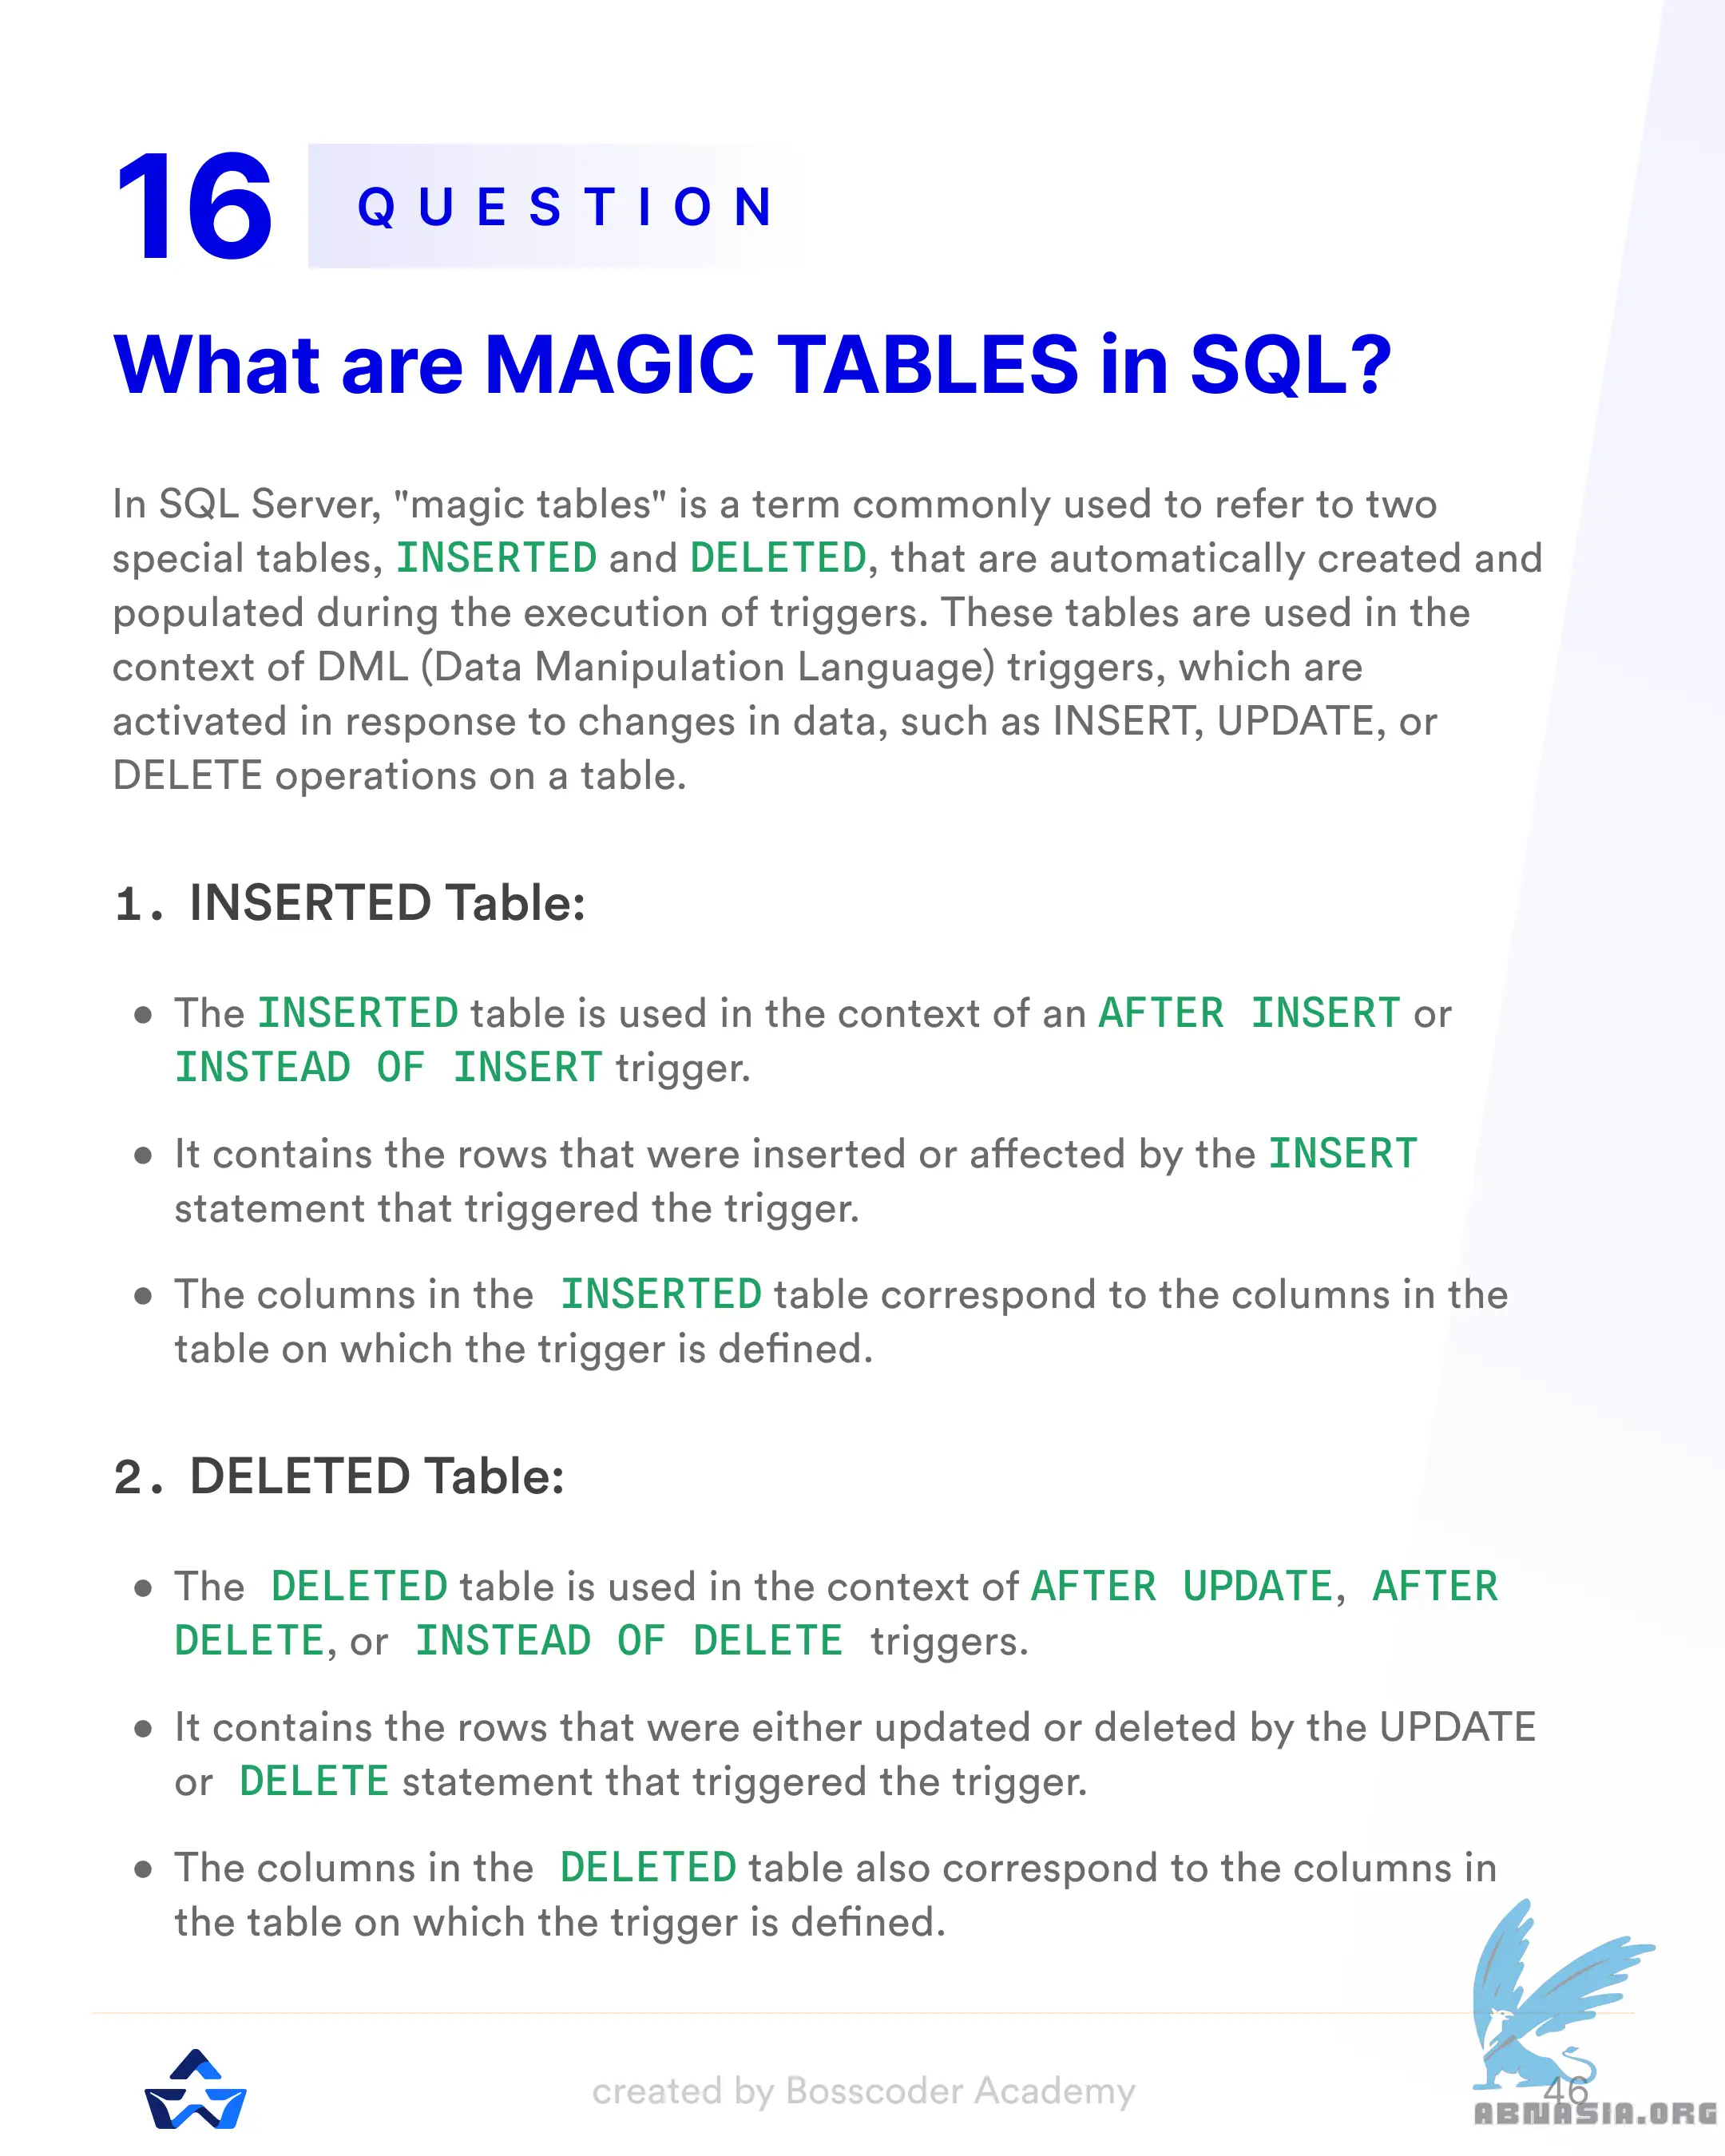 16 QUESTION
What are MAGIC TABLES in SQL?
In SQL Server, "magic tables" is a term commonly used to refer to two
special tables, INSERTED and DELETED, that are automatically created and
populated during the execution of triggers. These tables are used in the
context of DML (Data Manipulation Language) triggers, which are
activated in response to changes in data, such as INSERT, UPDATE, or
DELETE operations on a table.
1. INSERTED Table:
• The INSERTED table is used in the context of an AFTER INSERT or
INSTEAD OF INSERT trigger.
• It contains the rows that were inserted or affected by the INSERT
statement that triggered the trigger.
• The columns in the INSERTED table correspond to the columns in the
table on which the trigger is defined.
2. DELETED Table:
• The DELETED table is used in the context of AFTER UPDATE, AFTER
DELETE, or INSTEAD OF DELETE triggers.
• It contains the rows that were either updated or deleted by the UPDATE
or DELETE statement that triggered the trigger.
• The columns in the DELETED table also correspond to the columns in
the table on which the trigger is defined.
created by Bosscoder Academy
46
ABNASIA.ORG